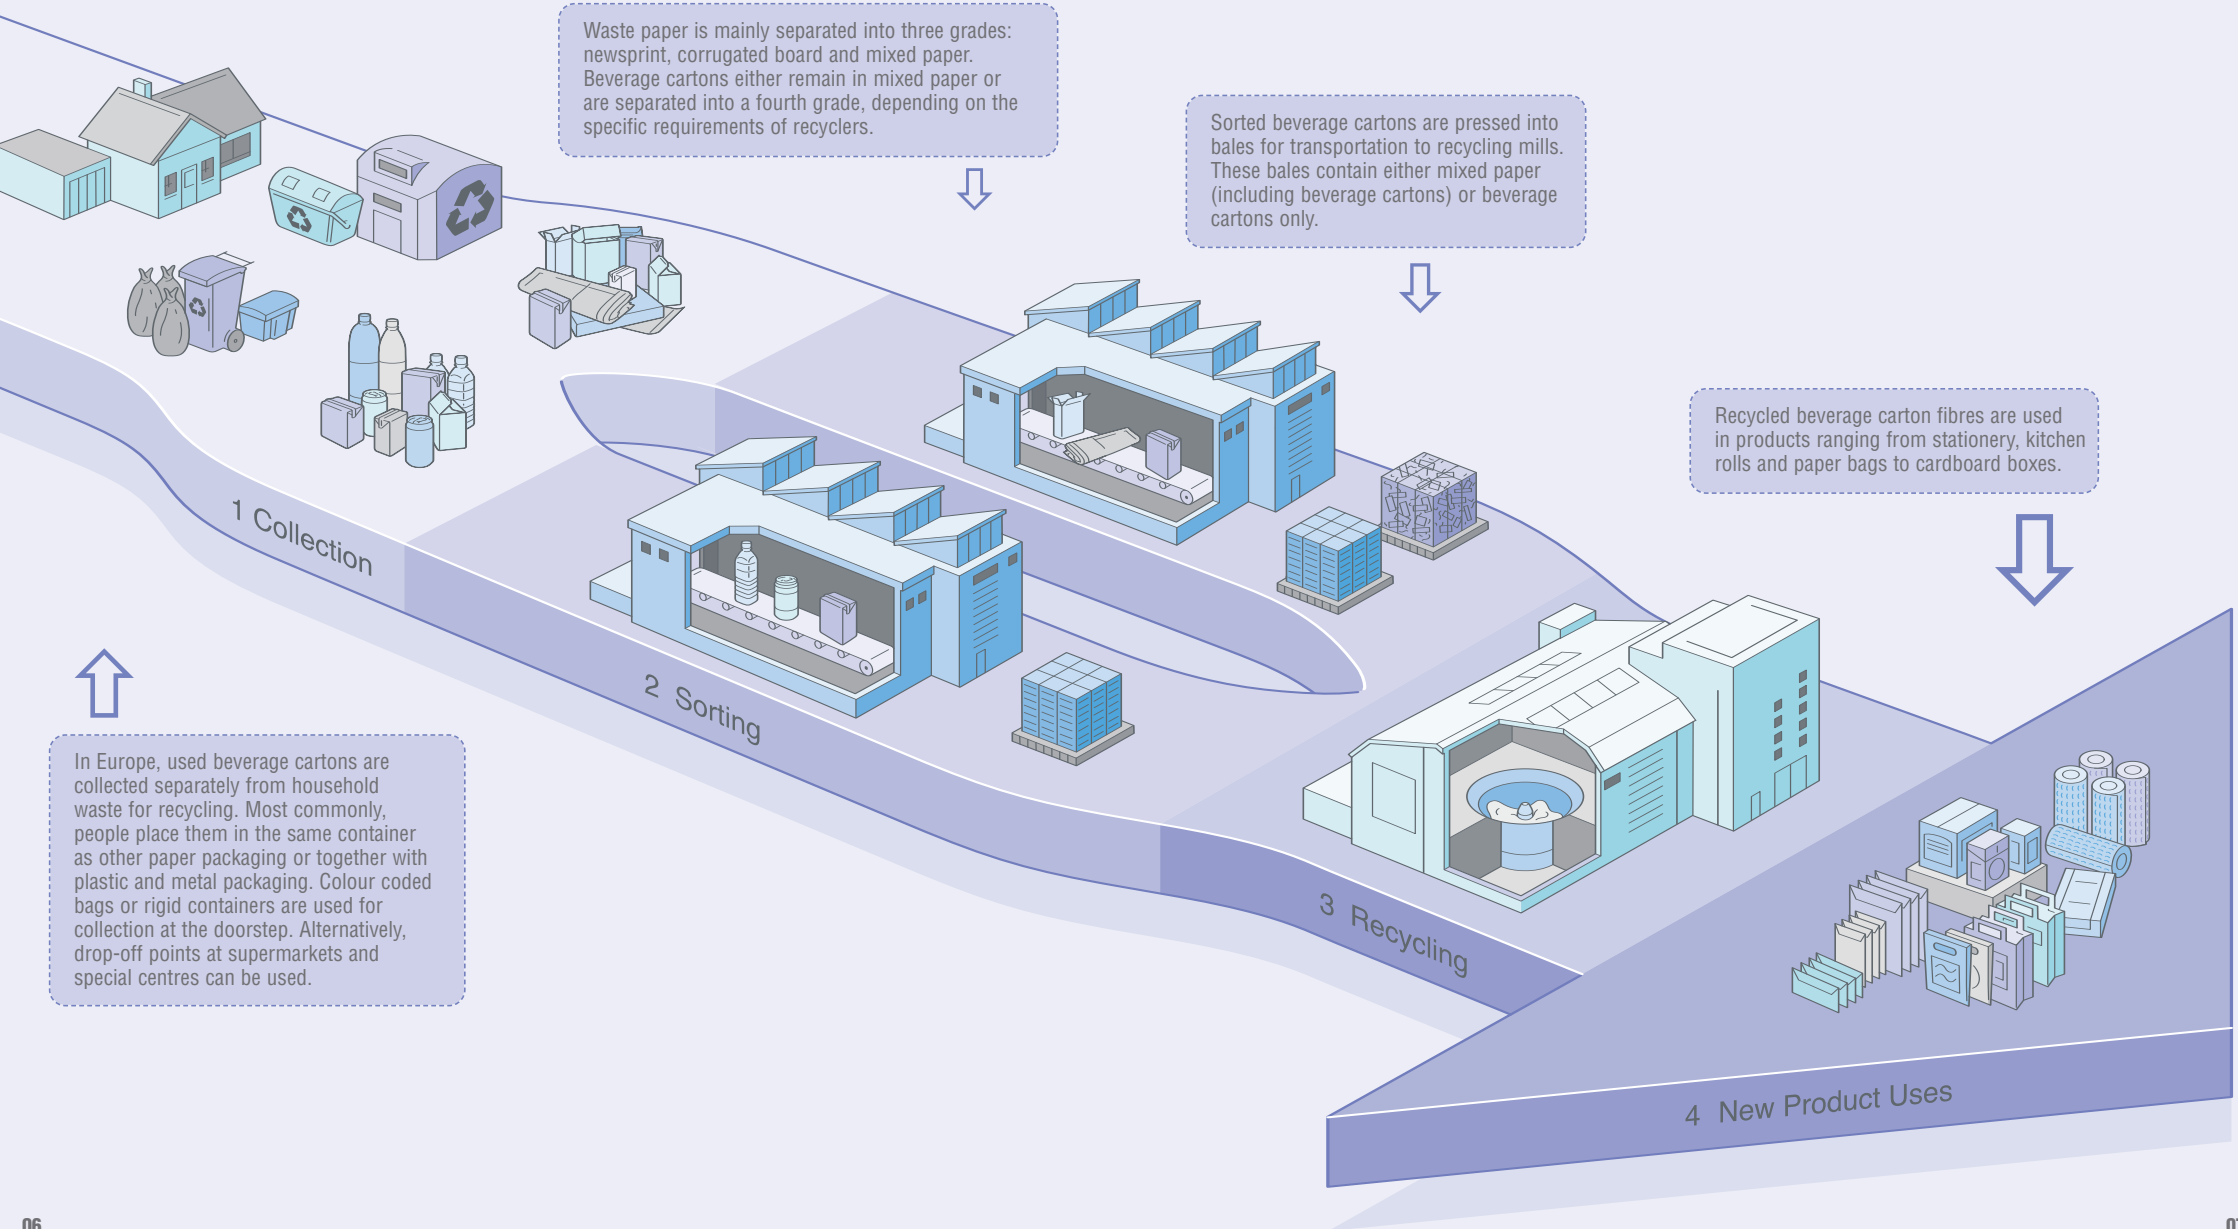 Waste paper is mainly separated into three grades:
newsprint, corrugated board and mixed paper.
Beverage cartons either remain in mixed paper or
are separated into a fourth grade, depending on the
specific requirements of recyclers.
Sorted beverage cartons are pressed into
bales for transportation to recycling mills.
These bales contain either mixed paper
(including beverage cartons) or beverage
cartons only.
Recycled beverage carton fibres are used
in products ranging from stationery, kitchen
rolls and paper bags to cardboard boxes.
1 Collection
2 Sorting
In Europe, used beverage cartons are
collected separately from household
waste for recycling. Most commonly,
people place them in the same container
as other paper packaging or together with
plastic and metal packaging. Colour coded
bags or rigid containers are used for
collection at the doorstep. Alternatively,
drop-off points at supermarkets and
special centres can be used.
3 Recycling
4 New Product Uses
06